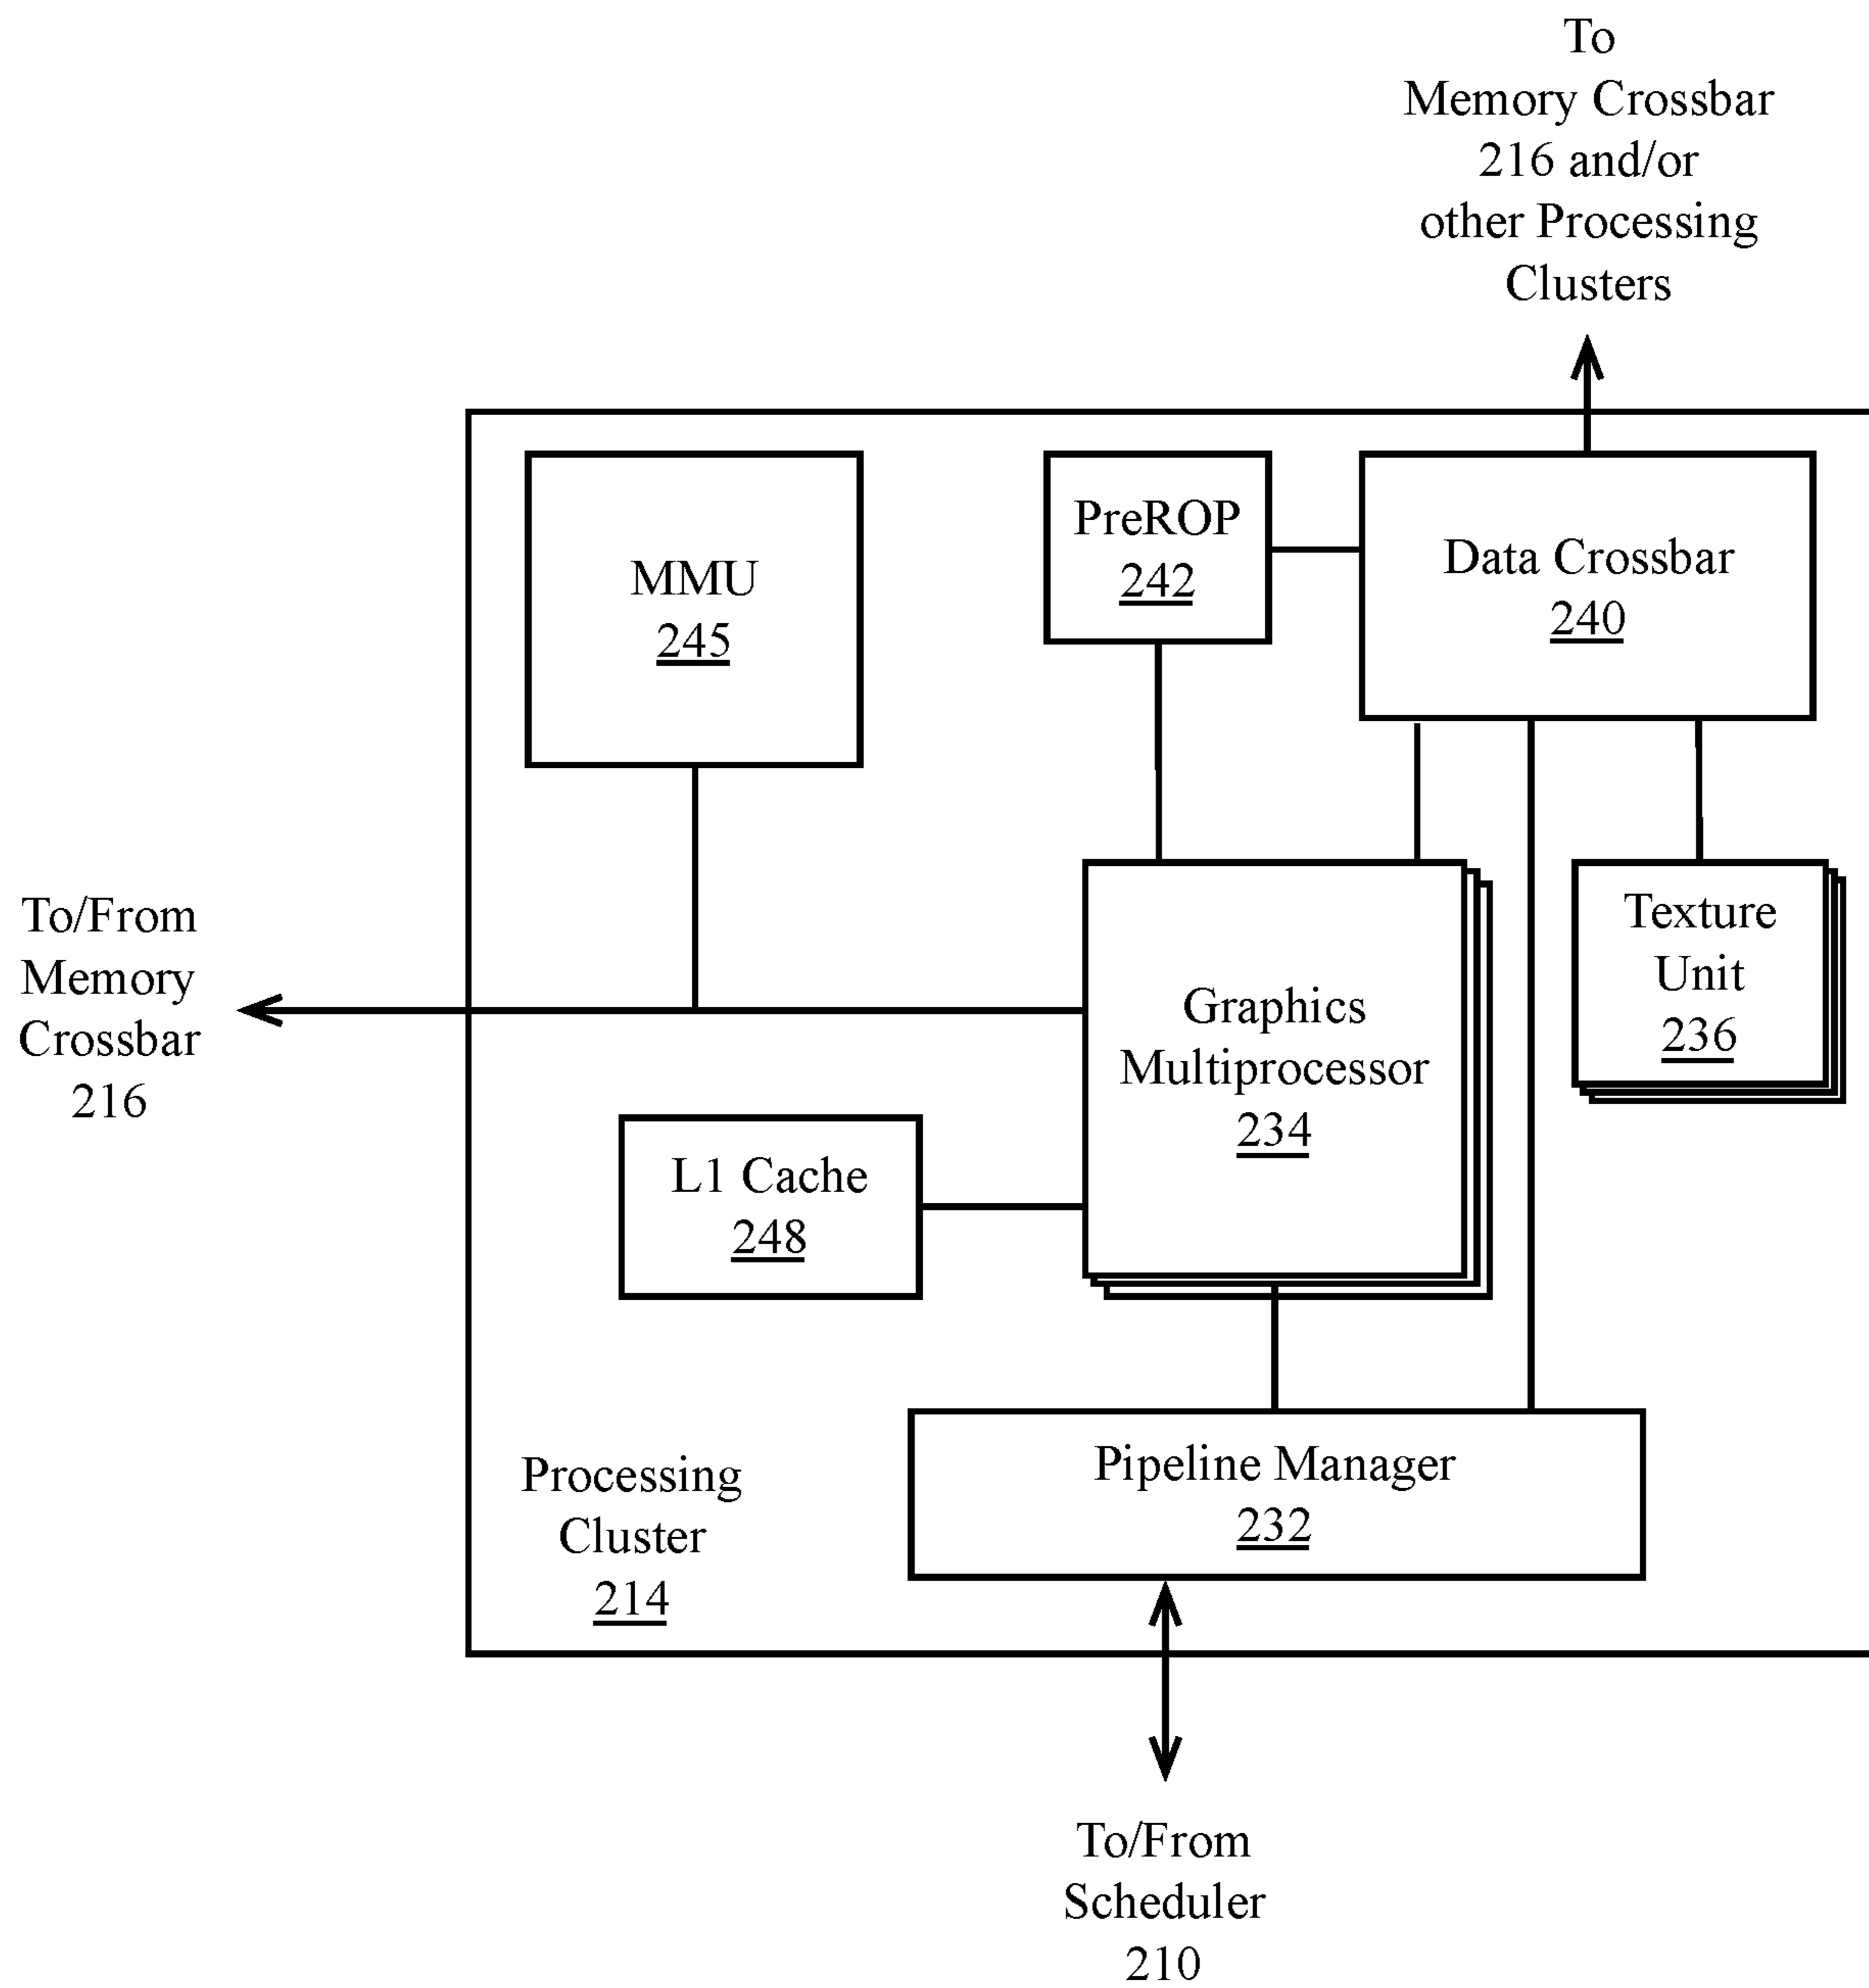 To
Memory Crossbar
216 and/or
other Processing
Clusters
MMU
245
PreROP
242
Data Crossbar
240
To/From
Memory
Crossbar
216
Graphics
Multiprocessor
234
Texture
Unit
236
L1 Cache
248
Processing
Cluster
214
Pipeline Manager
232
To/From
Scheduler
210